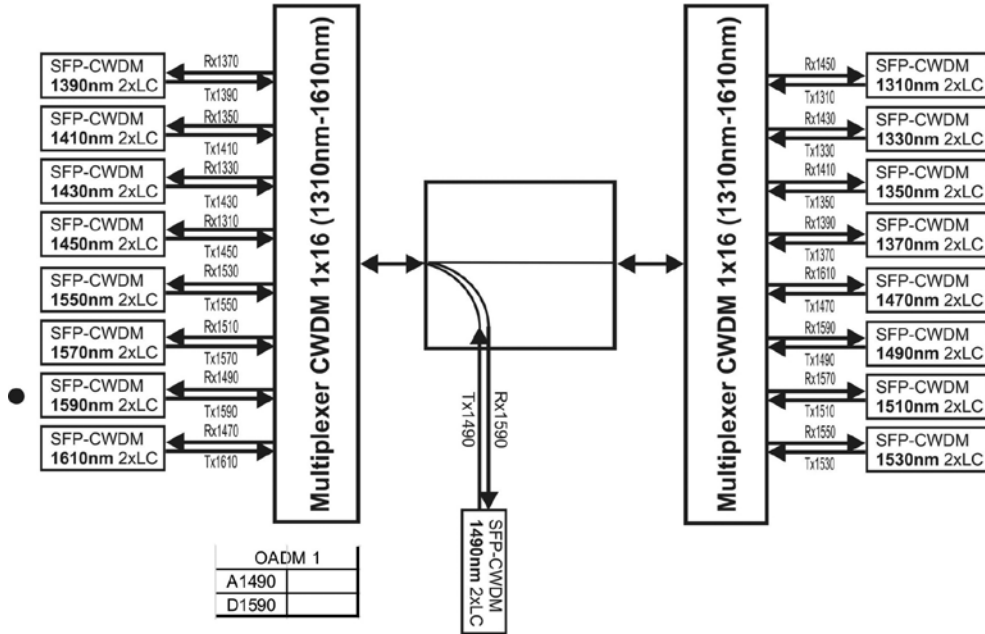 Multiplexer CWDM 1x16 (1310nm-1610nm)
SFP-CWDM
1390nm 2xLC
Rx1370
Tx1390
SFP-CWDM
1410nm 2xLC
Rx1350
Tx1410
SFP-CWDM
1430nm 2xLC
Rx1330
Tx1430
SFP-CWDM
1450nm 2xLC
Rx1310
Tx1450
SFP-CWDM
1550nm 2xLC
Rx1530
Tx1550
SFP-CWDM
1570nm 2xLC
Rx1510
Tx1570
SFP-CWDM
1590nm 2xLC
Rx1490
Tx1590
SFP-CWDM
1610nm 2xLC
Rx1470
Tx1610
Tx1490
Rx1590
SFP-CWDM
1490nm 2xLC
OADM 1
A1490
D1590
Multiplexer CWDM 1x16 (1310nm-1610nm)
Rx1450
Tx1310
SFP-CWDM
1310nm 2xLC
Rx1430
Tx1330
SFP-CWDM
1330nm 2xLC
Rx1410
Tx1350
SFP-CWDM
1350nm 2xLC
Rx1390
Tx1370
SFP-CWDM
1370nm 2xLC
Rx1610
Tx1470
SFP-CWDM
1470nm 2xLC
Rx1590
Tx1490
SFP-CWDM
1490nm 2xLC
Rx1570
Tx1510
SFP-CWDM
1510nm 2xLC
Rx1550
Tx1530
SFP-CWDM
1530nm 2xLC